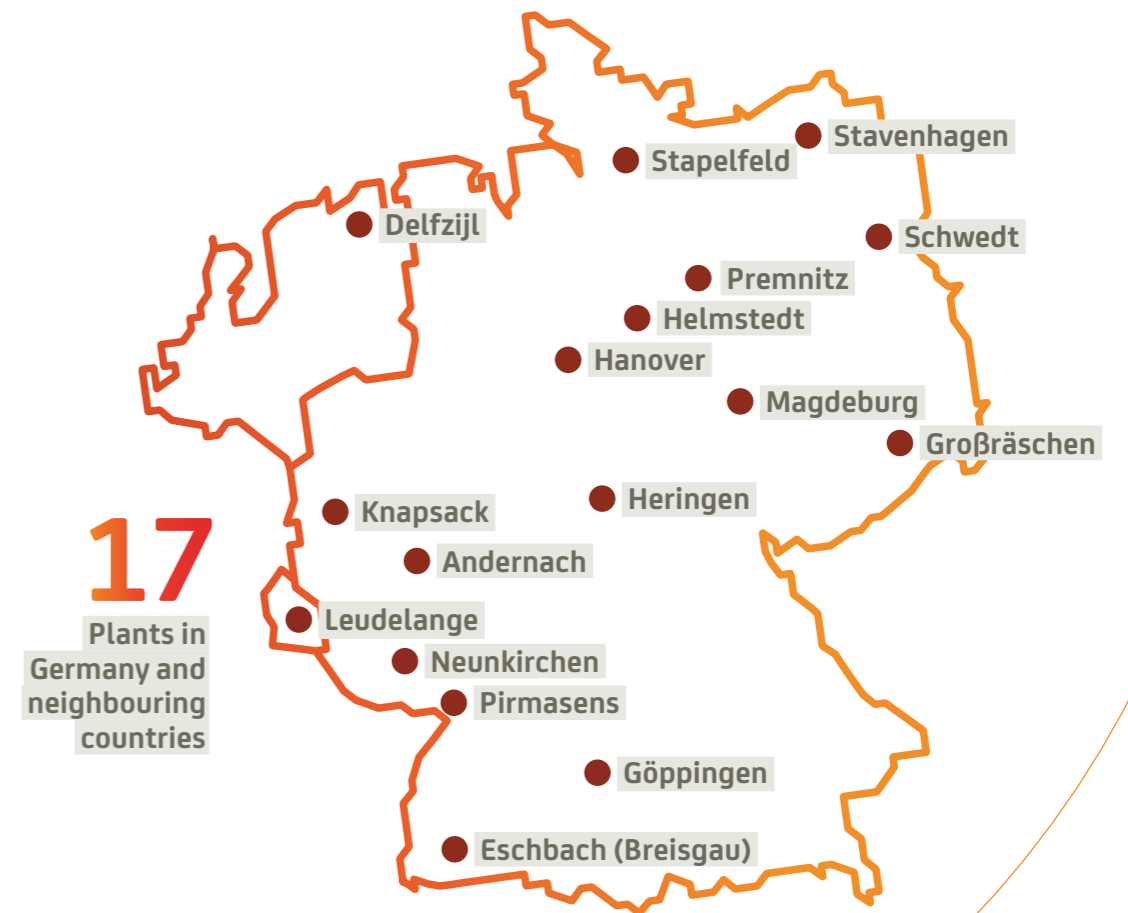 Stavenhagen
Stapelfeld
Delfzijl
Schwedt
Premnitz
Helmstedt
Hanover
Magdeburg
Großräschen
Heringen
Knapsack
Andernach
17
Plants in
Germany and
neighbouring
countries
Leudelange
Neunkirchen
Pirmasens
Göppingen
Eschbach (Breisgau)